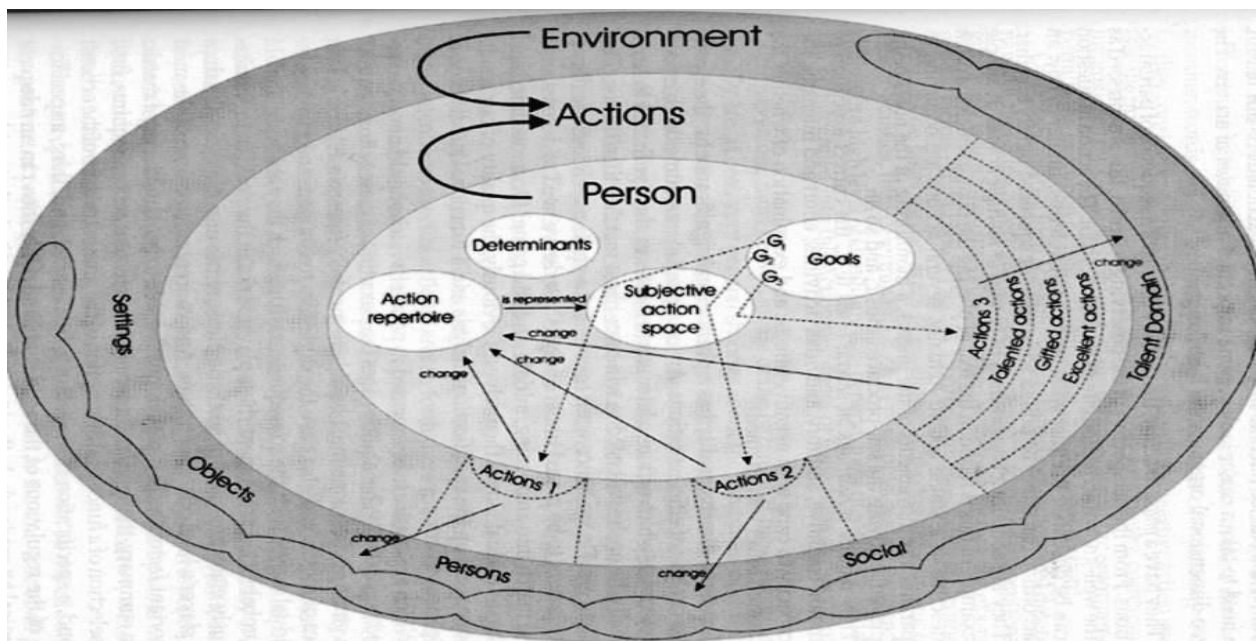 Environment
Actions
Person
Determinants
Goals
G1
G2
G3
Action
repertoire
is represented
Subjective
action
space
change
change
change
Actions 3
Talented actions
Gifted actions
Excellent actions
change
Talent Domain
Settings
Objects
Persons
Social
Actions 1
Actions 2
change
change